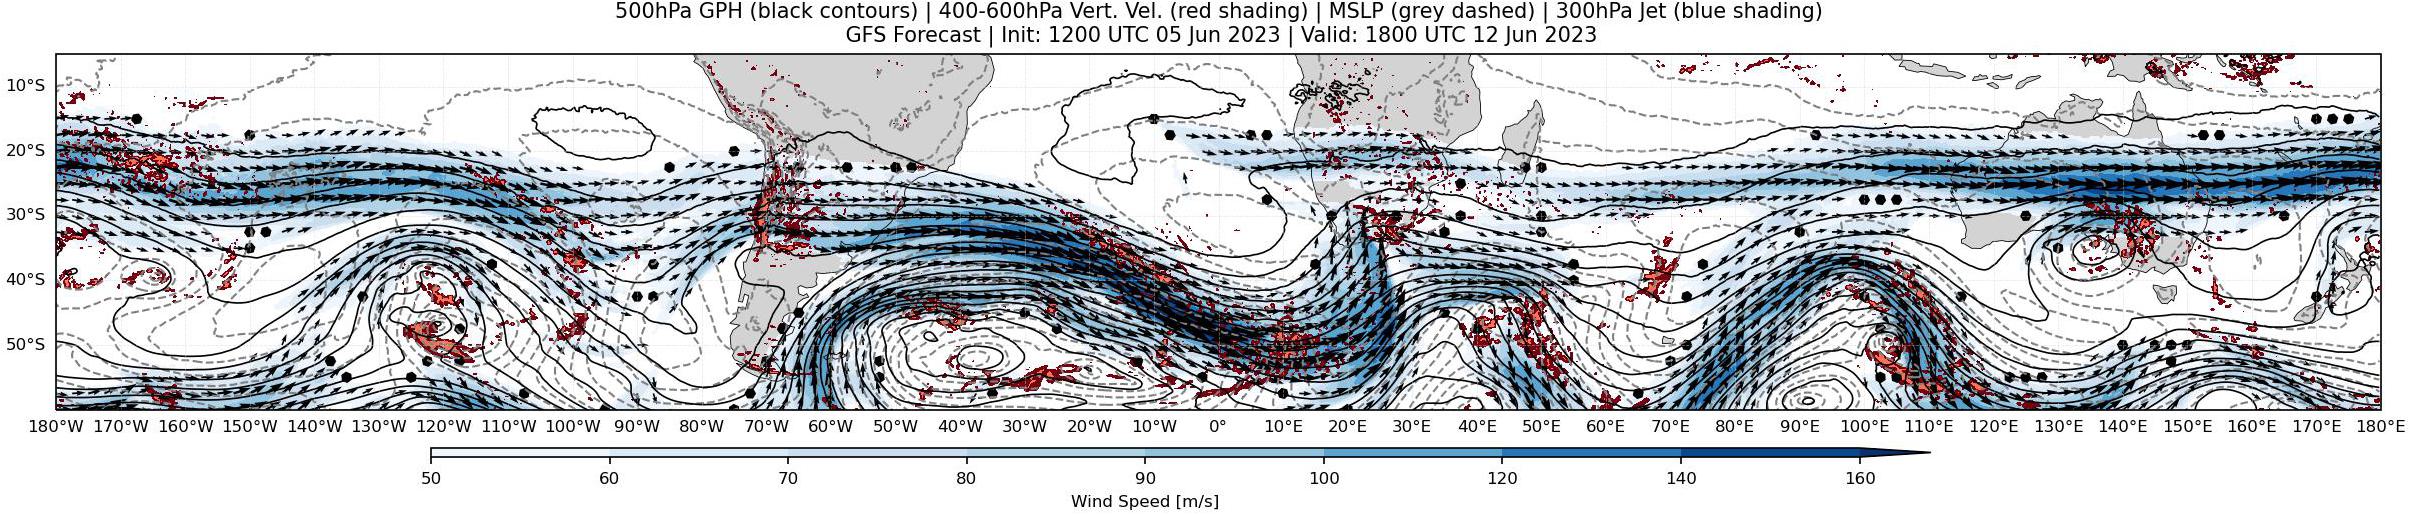 500hPa GPH (black contours) | 400-600hPa Vert. Vel. (red shading) | MSLP (grey dashed) | 300hPa Jet (blue shading)
GFS Forecast | Init: 1200 UTC 05 Jun 2023 | Valid: 1800 UTC 12 Jun 2023
10°S
20°S
30°S
40°S
50°S
180°W 170°W 160°W 150°W 140°W 130°W 120°W 110°W 100°W 90°W 80°W 70°W 60°W 50°W 40°W 30°W 20°W 10°W 0° 10°E 20°E 30°E 40°E 50°E 60°E 70°E 80°E 90°E 100°E 110°E 120°E 130°E 140°E 150°E 160°E 170°E 180°E
50 60 70 80 90 100 120 140 160
Wind Speed [m/s]